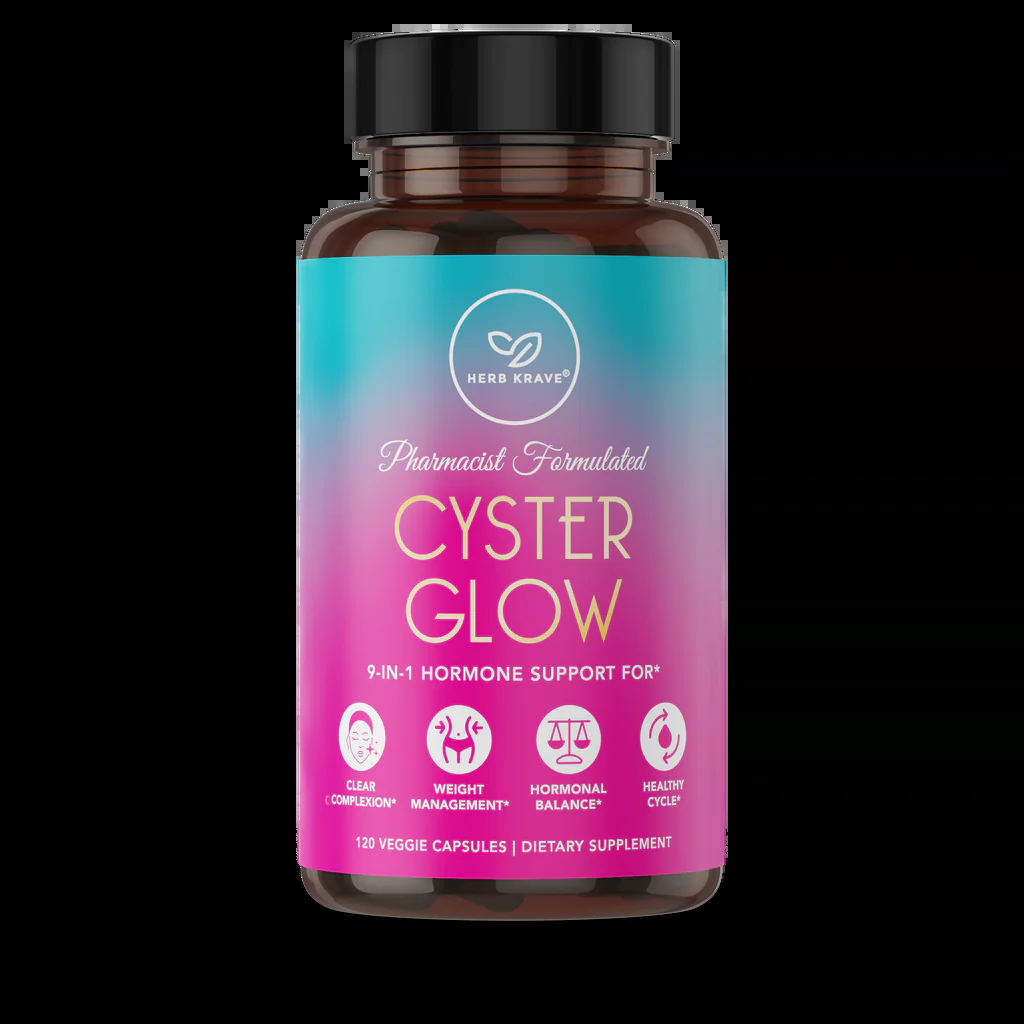 HERB KRAVE®
Pharmacist Formulated
CYSTER
GLOW
9-IN-1 HORMONE SUPPORT FOR*
CLEAR
COMPLEXION*
WEIGHT
MANAGEMENT*
HORMONAL
BALANCE*
HEALTHY
CYCLE*
120 VEGGIE CAPSULES | DIETARY SUPPLEMENT